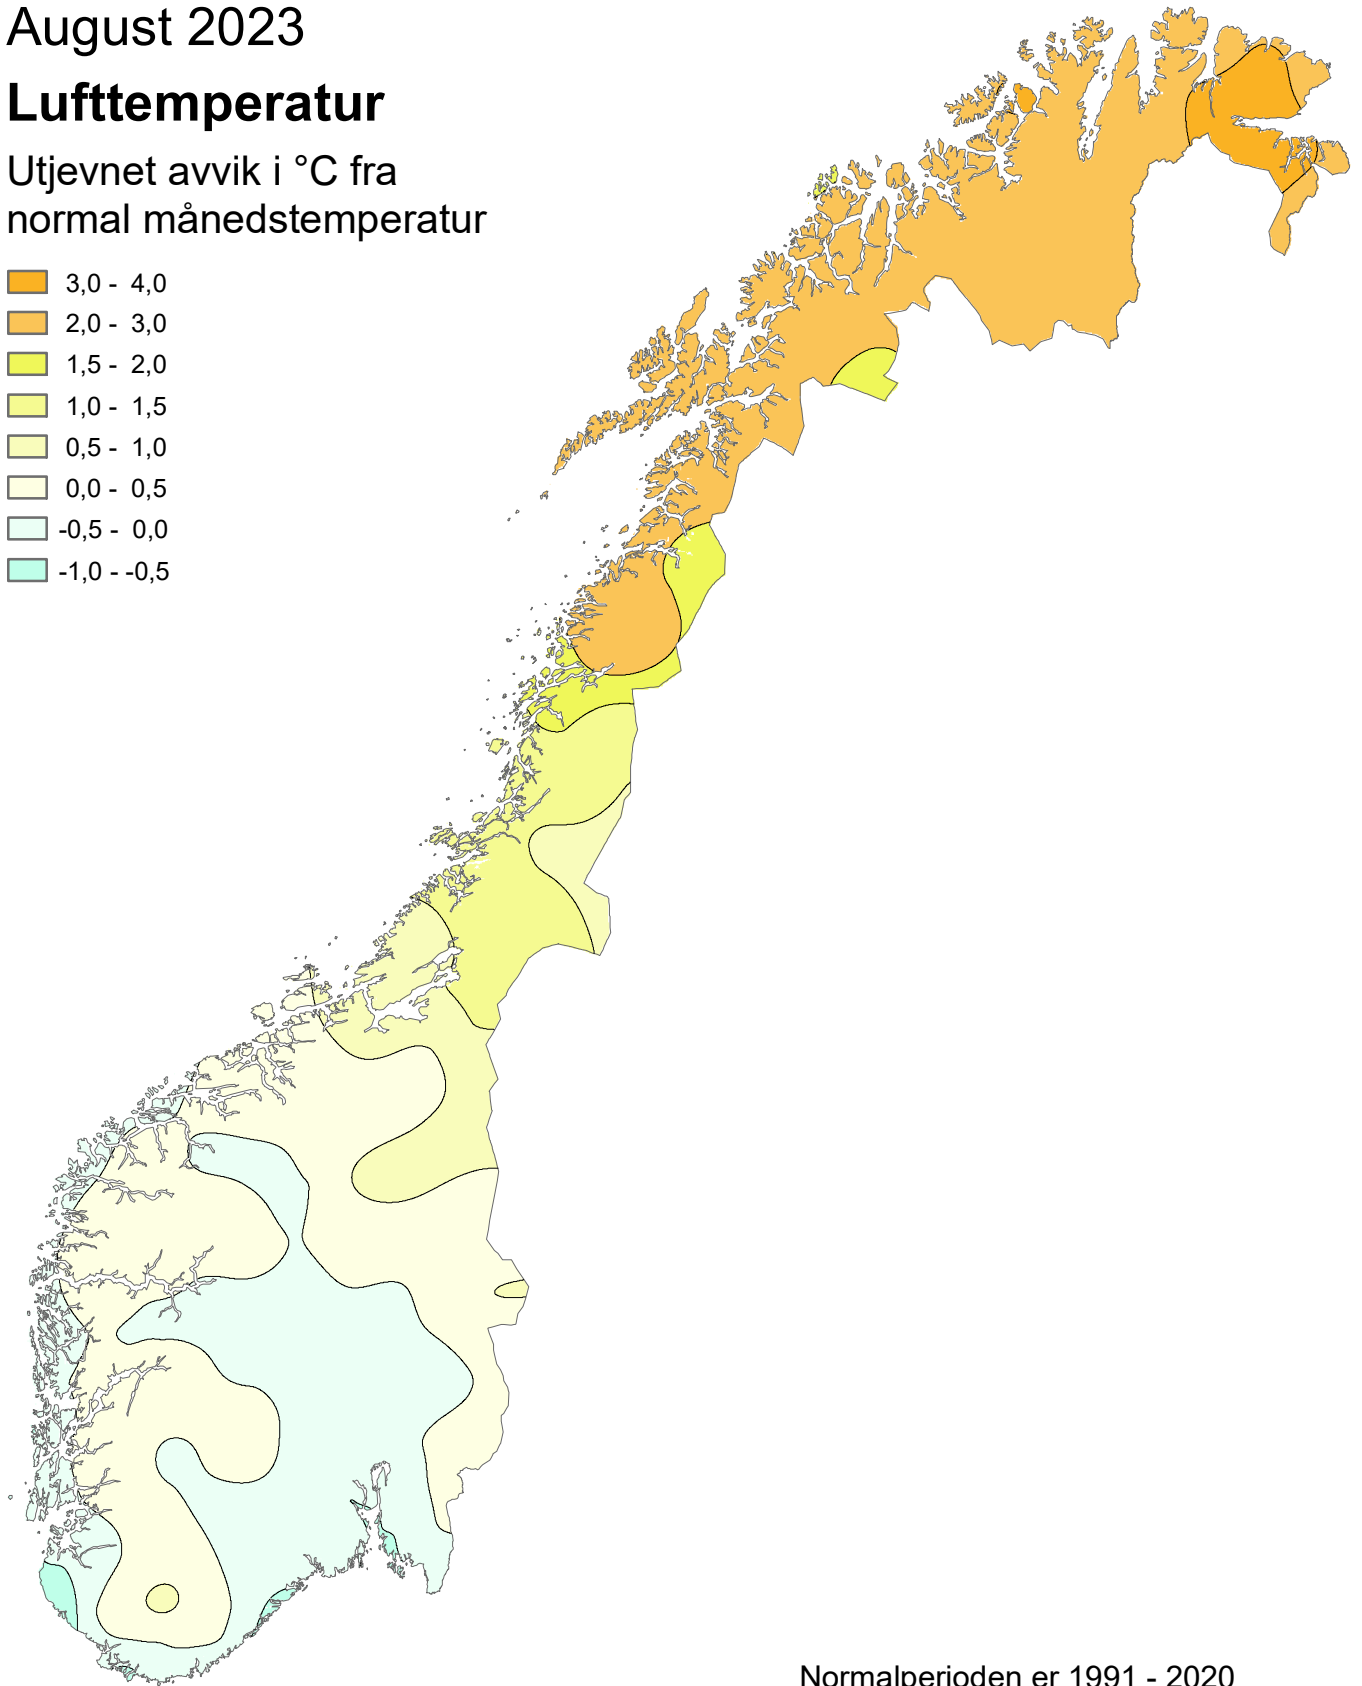 August 2023
Lufttemperatur
Utjevnet avvik i °C fra
normal månedstemperatur
3,0 - 4,0
2,0 - 3,0
1,5 - 2,0
1,0 - 1,5
0,5 - 1,0
0,0 - 0,5
-0,5 - 0,0
-1,0 - -0,5
Normalperioden er 1991 - 2020